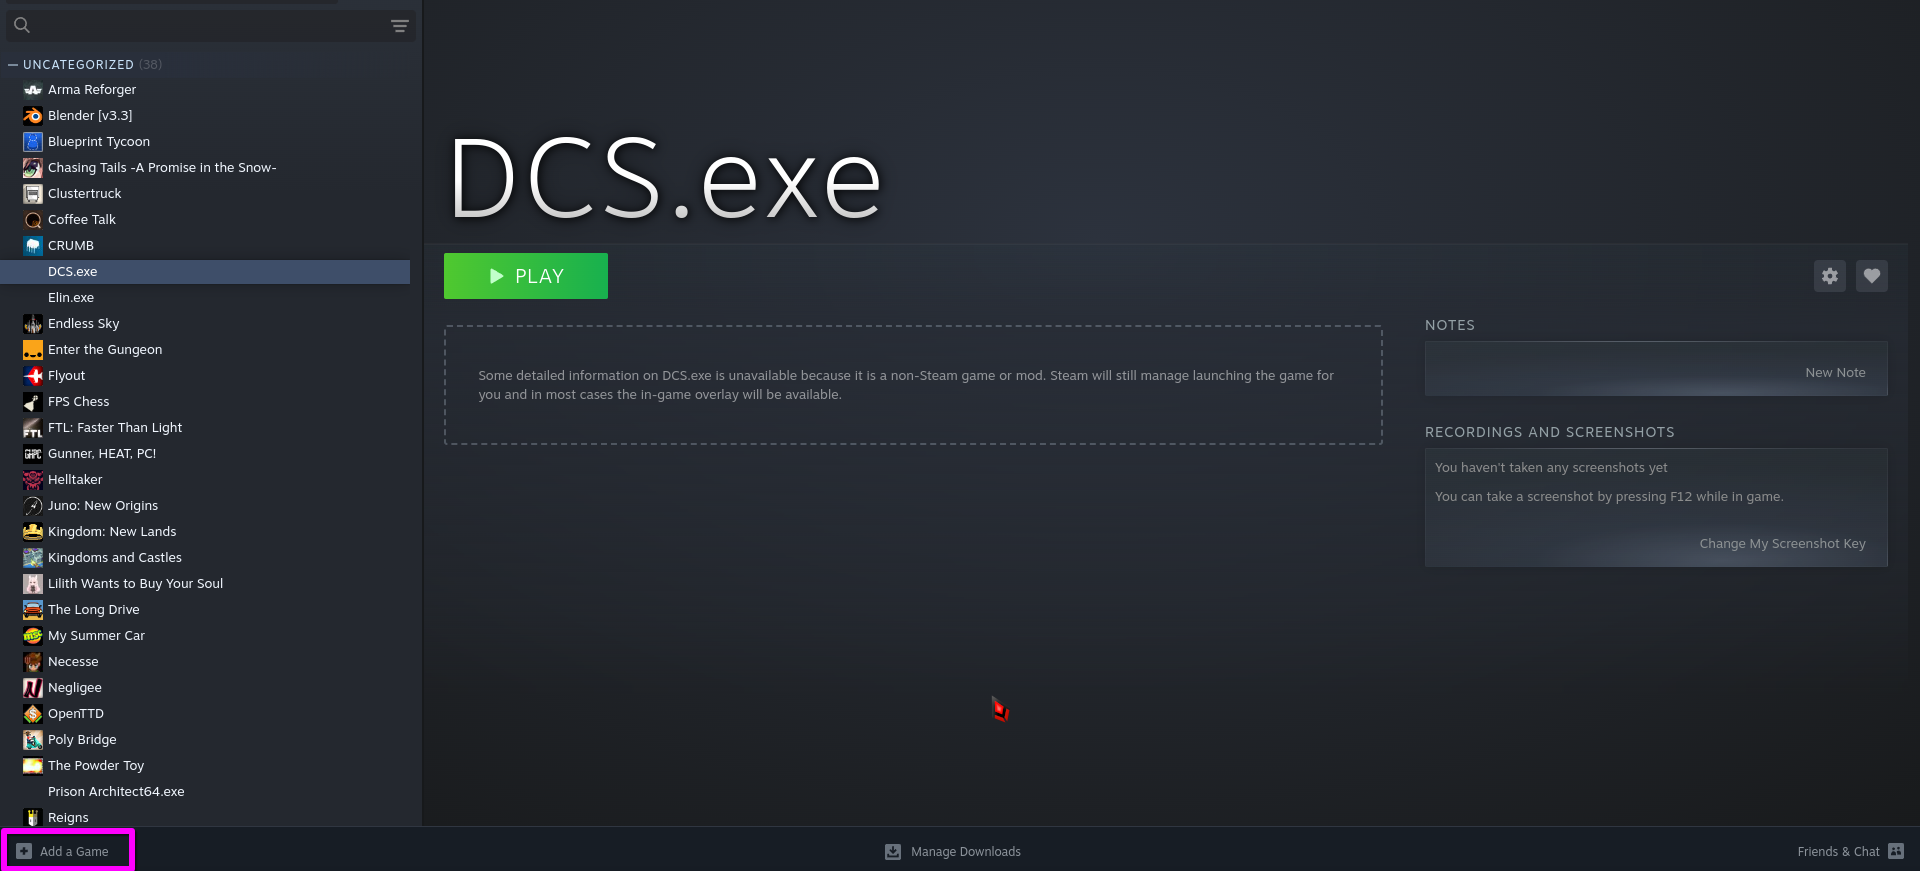 UNCATEGORIZED (38)
Arma Reforger
Blender [v3.3]
Blueprint Tycoon
Chasing Tails -A Promise in the Snow-
Clustertruck
Coffee Talk
CRUMB
DCS.exe
Elin.exe
Endless Sky
Enter the Gungeon
Flyout
FPS Chess
FTL: Faster Than Light
Gunner, HEAT, PC!
Helltaker
Juno: New Origins
Kingdom: New Lands
Kingdoms and Castles
Lilith Wants to Buy Your Soul
The Long Drive
My Summer Car
Necesse
Negligee
OpenTTD
Poly Bridge
The Powder Toy
Prison Architect64.exe
Reigns
Add a Game
DCS.exe
PLAY
Some detailed information on DCS.exe is unavailable because it is a non-Steam game or mod. Steam will still manage launching the game for
you and in most cases the in-game overlay will be available.
NOTES
New Note
RECORDINGS AND SCREENSHOTS
You haven't taken any screenshots yet
You can take a screenshot by pressing F12 while in game.
Change My Screenshot Key
Manage Downloads
Friends & Chat